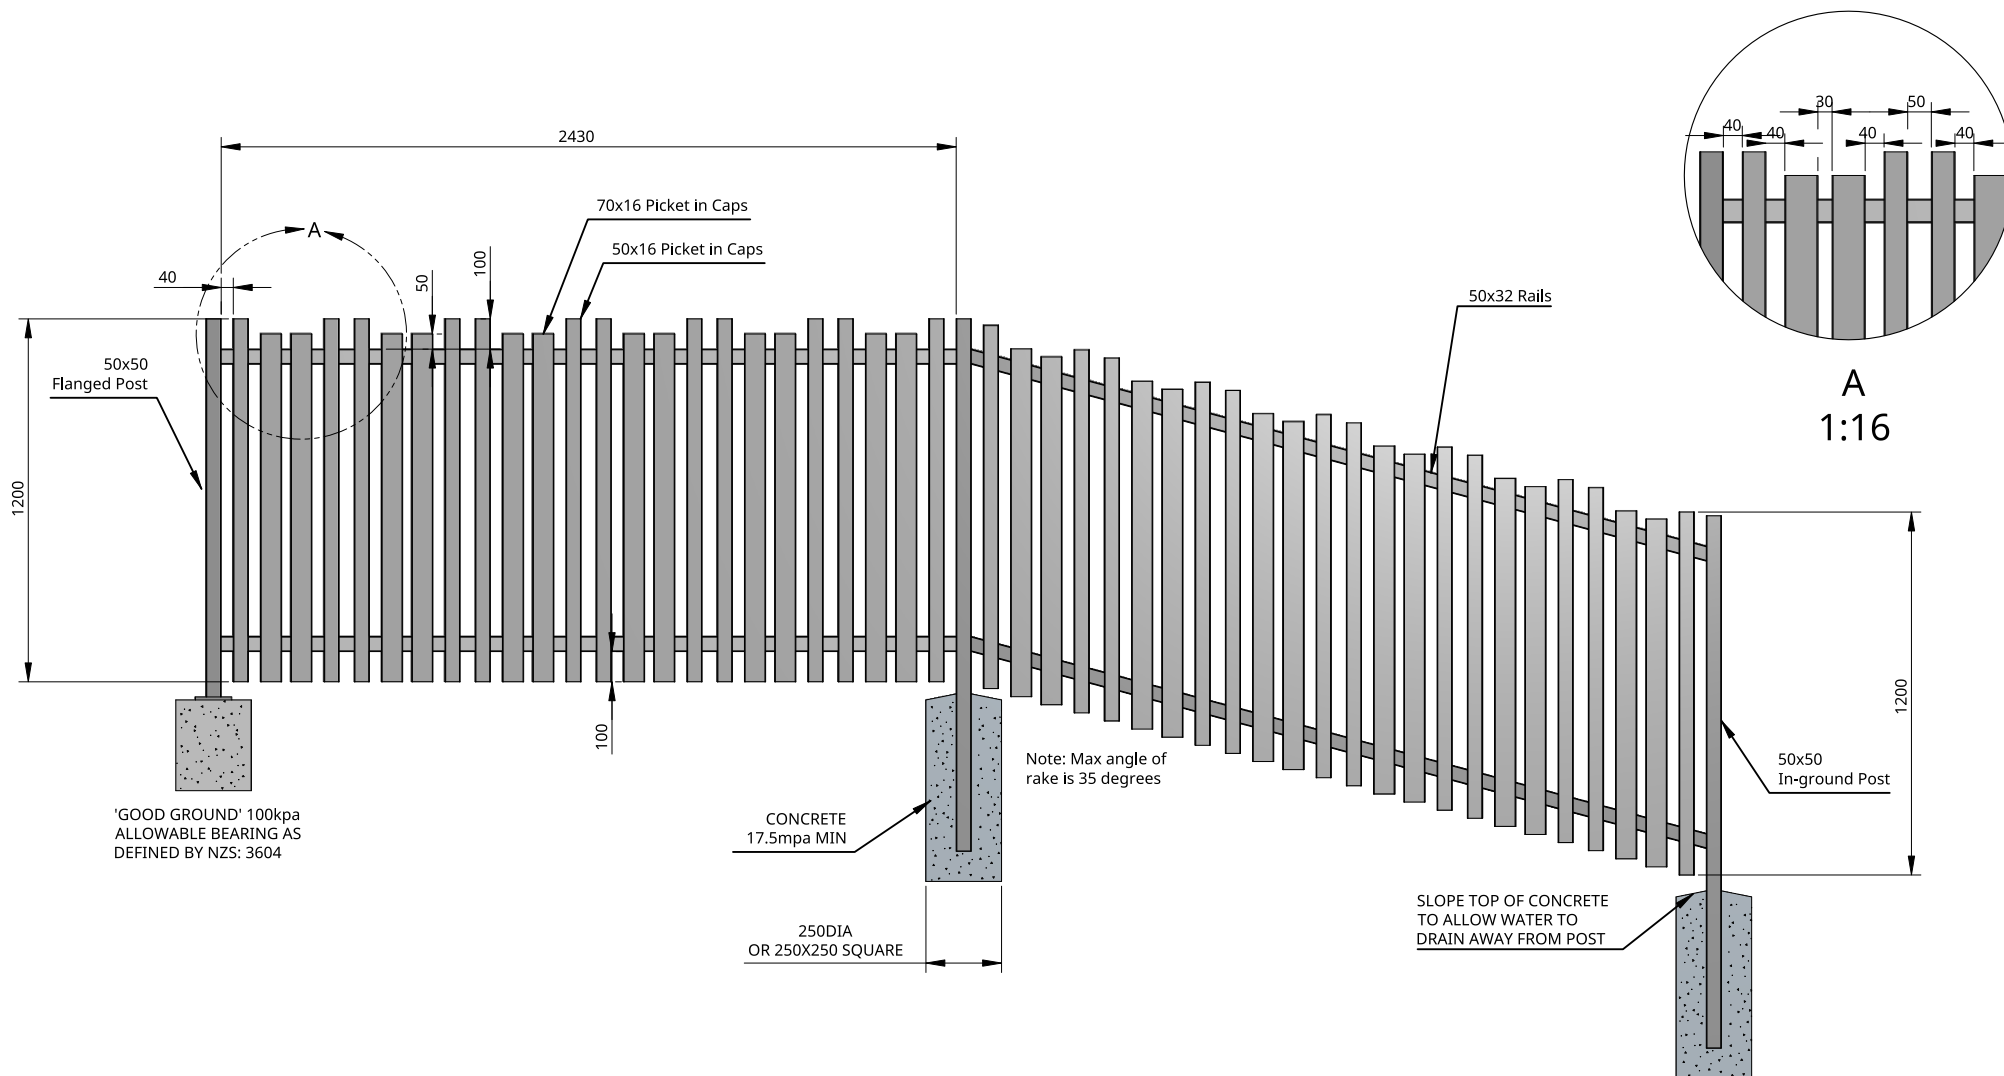 2430
70x16 Picket in Caps
50x16 Picket in Caps
A
40
50
100
50x50
Flanged Post
1200
100
'GOOD GROUND' 100kpa
ALLOWABLE BEARING AS
DEFINED BY NZS: 3604
CONCRETE
17.5mpa MIN
250DIA
OR 250X250 SQUARE
Note: Max angle of
rake is 35 degrees
50x32 Rails
SLOPE TOP OF CONCRETE
TO ALLOW WATER TO
DRAIN AWAY FROM POST
50x50
In-ground Post
1200
30
50
40
40
40
40
A
1:16